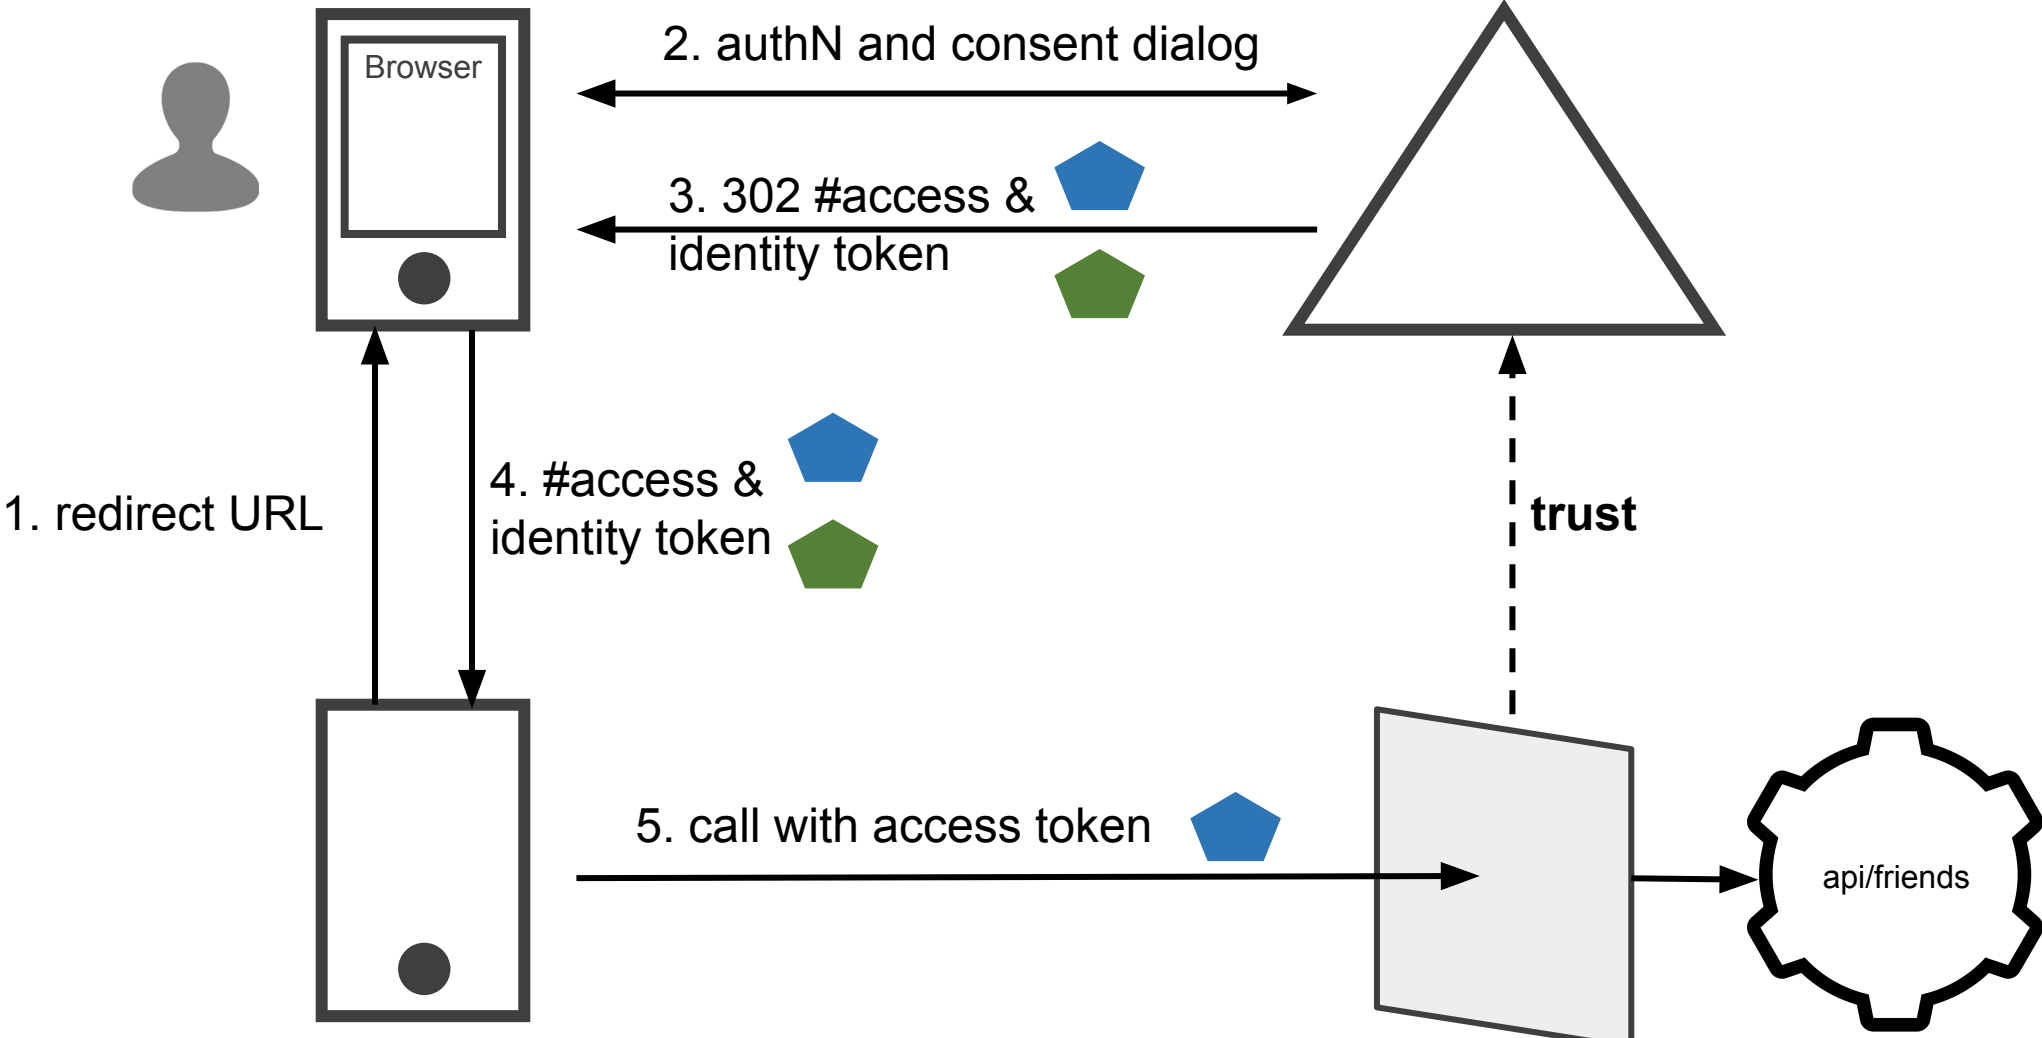 Browser
2. authN and consent dialog
3. 302 #access &
identity token
1. redirect URL
4. #access &
identity token
trust
5. call with access token
api/friends